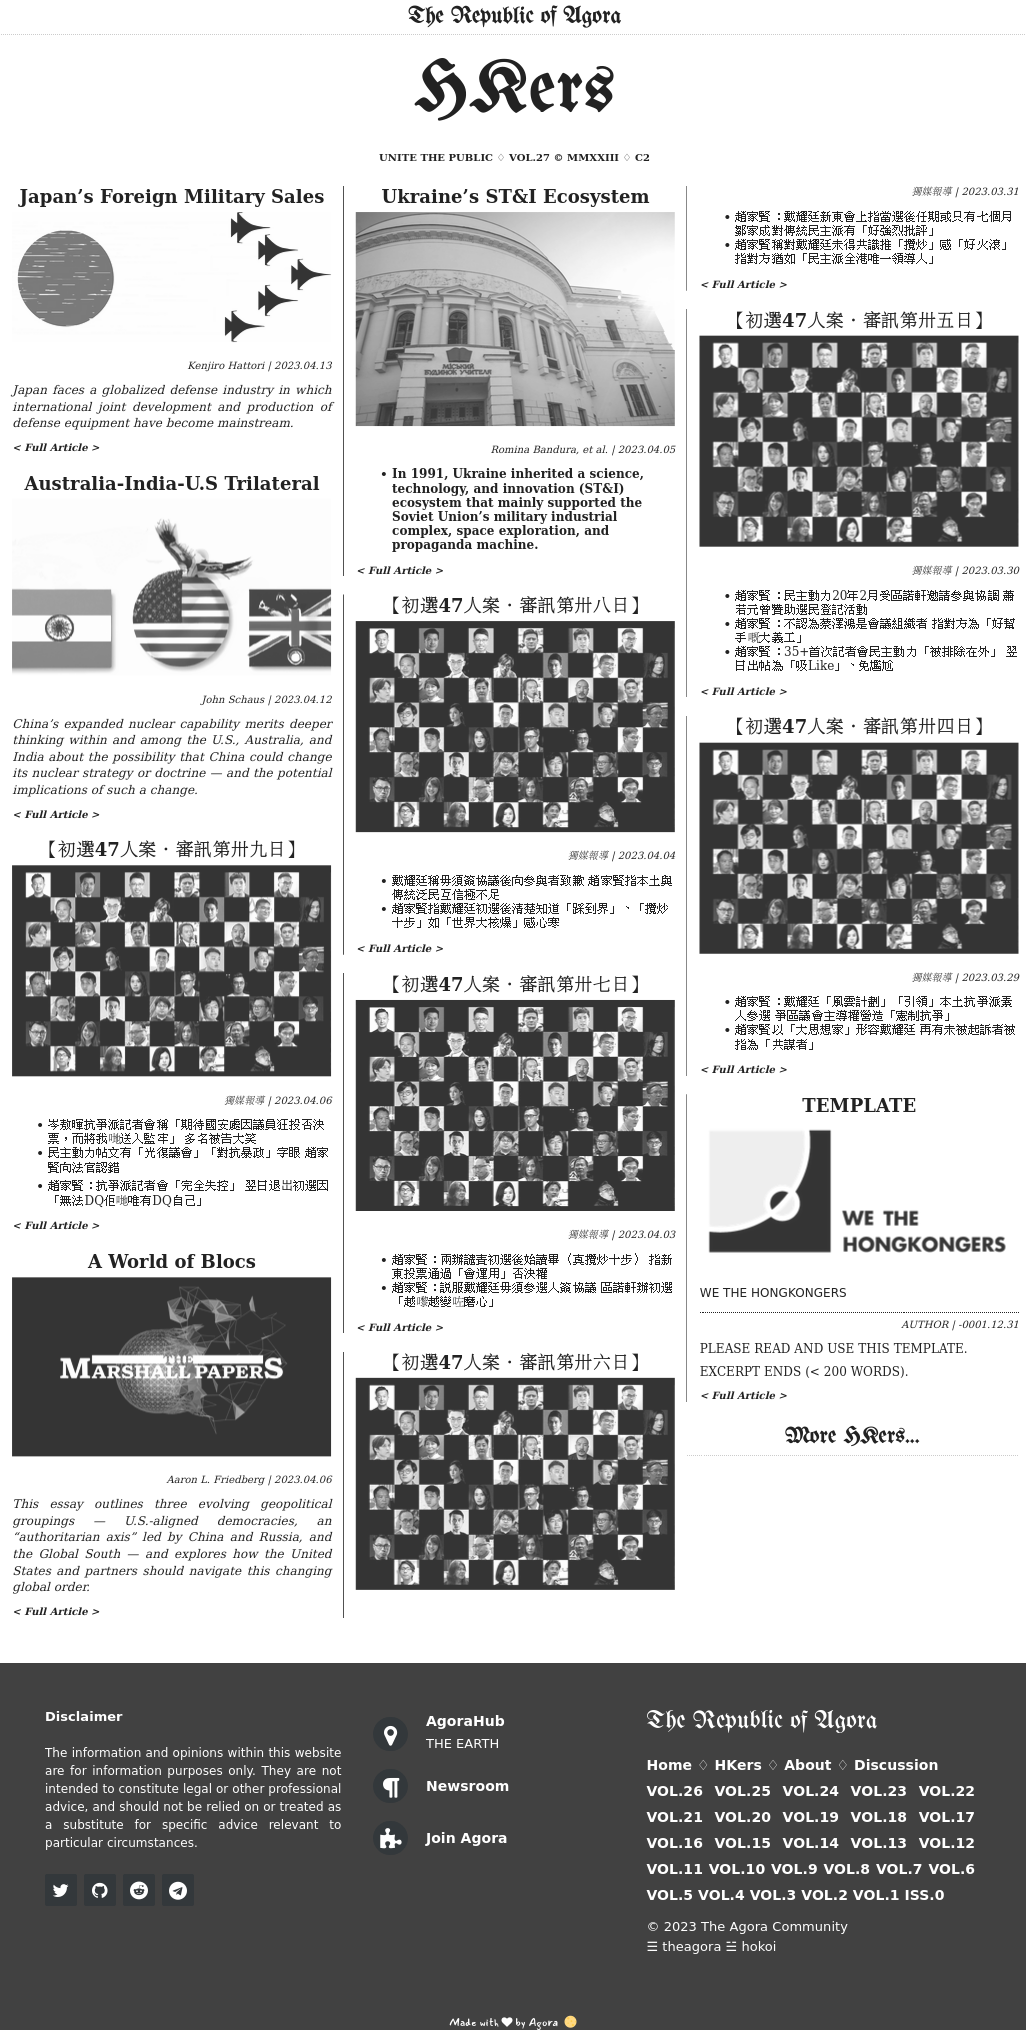 The Republic of Agora
HKers
UNITE THE PUBLIC ♢ VOL.27 © MMXXIII ♢ C2
Japan’s Foreign Military Sales
Kenjiro Hattori | 2023.04.13
Japan faces a globalized defense industry in which
international joint development and production of
defense equipment have become mainstream.
< Full Article >
Australia-India-U.S Trilateral
John Schaus | 2023.04.12
China’s expanded nuclear capability merits deeper
thinking within and among the U.S., Australia, and
India about the possibility that China could change
its nuclear strategy or doctrine — and the potential
implications of such a change.
< Full Article >
【初選47人案・審訊第卅九日】
獨媒報導 | 2023.04.06
• 岑敖暉抗爭派記者會稱「期待國安處因議員狂投否決
票，而將我哋送入監牢」 多名被告大笑
• 民主動力帖文有「光復議會」「對抗暴政」字眼 趙家
賢向法官認錯
• 趙家賢：抗爭派記者會「完全失控」 翌日退出初選因
「無法DQ佢哋唯有DQ自己」
< Full Article >
A World of Blocs
THE
MARSHALL PAPERS
Aaron L. Friedberg | 2023.04.06
This essay outlines three evolving geopolitical
groupings — U.S.-aligned democracies, an
“authoritarian axis” led by China and Russia, and
the Global South — and explores how the United
States and partners should navigate this changing
global order.
< Full Article >
Ukraine’s ST&I Ecosystem
МІСЬКИЙ
БУДИНОК УЧИТЕЛЯ
Romina Bandura, et al. | 2023.04.05
• In 1991, Ukraine inherited a science,
technology, and innovation (ST&I)
ecosystem that mainly supported the
Soviet Union’s military industrial
complex, space exploration, and
propaganda machine.
< Full Article >
【初選47人案・審訊第卅八日】
獨媒報導 | 2023.04.04
• 戴耀廷稱毋須簽協議後向參與者致歉 趙家賢指本土與
傳統泛民互信極不足
• 趙家賢指戴耀廷初選後清楚知道「踩到界」、「攬炒
十步」如「世界大核爆」感心寒
< Full Article >
【初選47人案・審訊第卅七日】
獨媒報導 | 2023.04.03
• 趙家賢：兩辦譴責初選後始讀畢〈真攬炒十步〉 指新
東投票通過「會運用」否決權
• 趙家賢：説服戴耀廷毋須參選人簽協議 區諾軒辦初選
「越嚟越變咗磨心」
< Full Article >
【初選47人案・審訊第卅六日】
獨媒報導 | 2023.03.31
• 趙家賢：戴耀廷新東會上指當選後任期或只有七個月
鄒家成對傳統民主派有「好強烈批評」
• 趙家賢稱對戴耀廷未得共識推「攬炒」感「好火滾」
指對方猶如「民主派全港唯一領導人」
< Full Article >
【初選47人案・審訊第卅五日】
獨媒報導 | 2023.03.30
• 趙家賢：民主動力20年2月受區諾軒邀請參與協調 蕭
若元曾贊助選民登記活動
• 趙家賢：不認為蔡澤鴻是會議組織者 指對方為「好幫
手嘅大義工」
• 趙家賢：35+首次記者會民主動力「被排除在外」 翌
日出帖為「吸Like」、免尷尬
< Full Article >
【初選47人案・審訊第卅四日】
獨媒報導 | 2023.03.29
• 趙家賢：戴耀廷「風雲計劃」「引領」本土抗爭派素
人參選 爭區議會主導權營造「憲制抗爭」
• 趙家賢以「大思想家」形容戴耀廷 再有未被起訴者被
指為「共謀者」
< Full Article >
TEMPLATE
WE THE
HONGKONGERS
WE THE HONGKONGERS
AUTHOR | -0001.12.31
PLEASE READ AND USE THIS TEMPLATE.
EXCERPT ENDS (< 200 WORDS).
< Full Article >
More HKers...
Disclaimer
The information and opinions within this website
are for information purposes only. They are not
intended to constitute legal or other professional
advice, and should not be relied on or treated as
a substitute for specific advice relevant to
particular circumstances.
AgoraHub
THE EARTH
Newsroom
Join Agora
The Republic of Agora
Home ♢ HKers ♢ About ♢ Discussion
VOL.26 VOL.25 VOL.24 VOL.23 VOL.22
VOL.21 VOL.20 VOL.19 VOL.18 VOL.17
VOL.16 VOL.15 VOL.14 VOL.13 VOL.12
VOL.11 VOL.10 VOL.9 VOL.8 VOL.7 VOL.6
VOL.5 VOL.4 VOL.3 VOL.2 VOL.1 ISS.0
© 2023 The Agora Community
☰ theagora ☱ hokoi
Made with ❤ by Agora